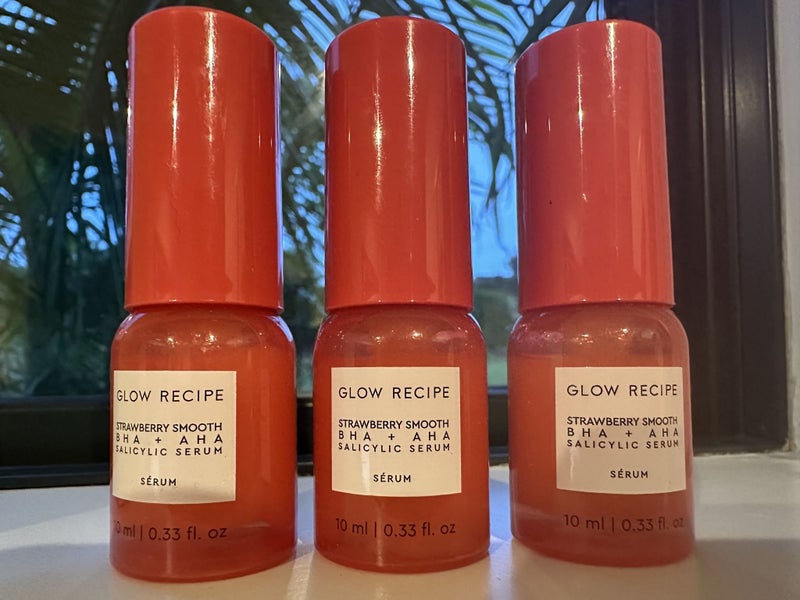 GLOW RECIPE
STRAWBERRY SMOOTH
BHA + AHA
SALICYLIC SERUM
SÉRUM
10 ml | 0.33 fl. oz
GLOW RECIPE
STRAWBERRY SMOOTH
BHA + AHA
SALICYLIC SERUM
SÉRUM
10 ml | 0.33 fl. oz
GLOW RECIPE
STRAWBERRY SMOOTH
BHA + AHA
SALICYLIC SERUM
SÉRUM
10 ml | 0.33 fl. oz